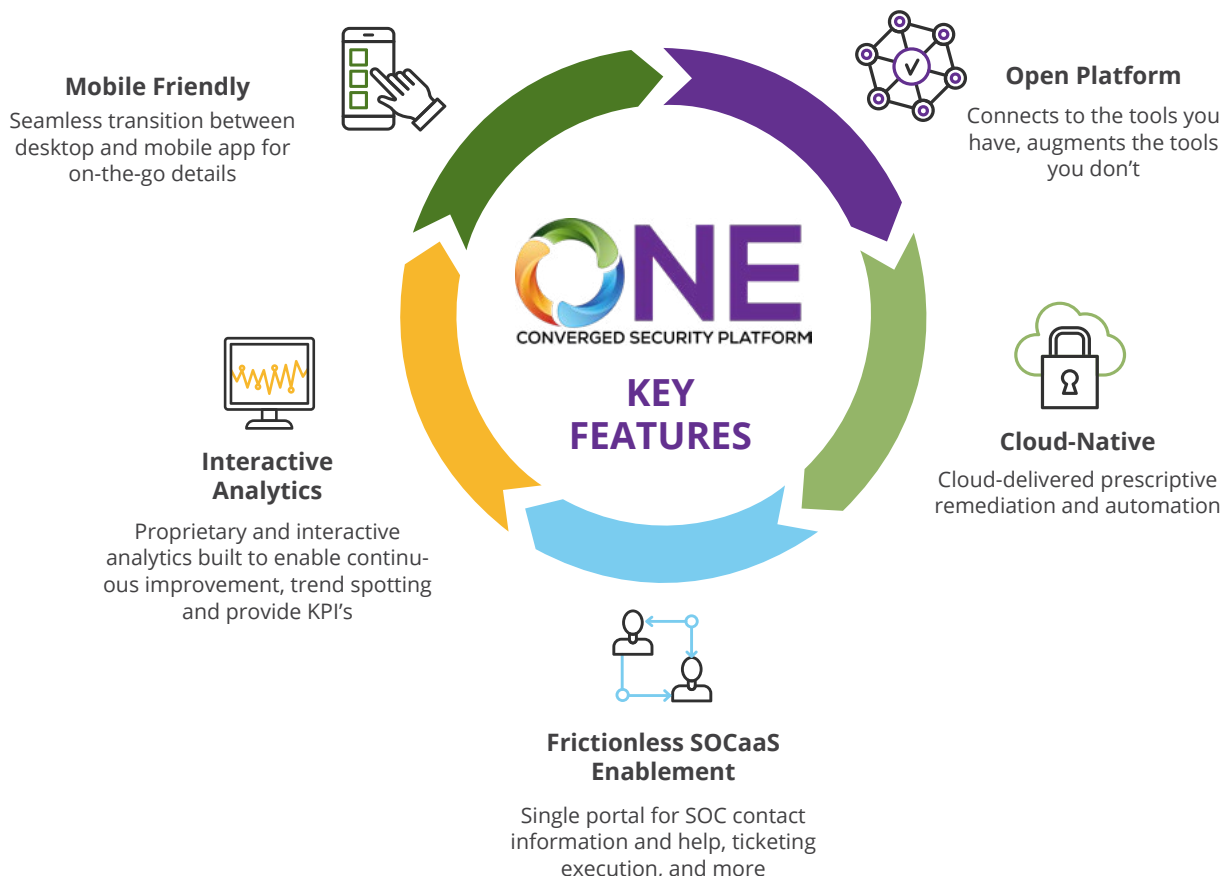 Mobile Friendly
Seamless transition between
desktop and mobile app for
on-the-go details
Open Platform
Connects to the tools you
have, augments the tools
you don’t
ONE
CONVERGED SECURITY PLATFORM
KEY
FEATURES
Interactive
Analytics
Proprietary and interactive
analytics built to enable continu-
ous improvement, trend spotting
and provide KPI’s
Cloud-Native
Cloud-delivered prescriptive
remediation and automation
Frictionless SOCaaS
Enablement
Single portal for SOC contact
information and help, ticketing
execution, and more